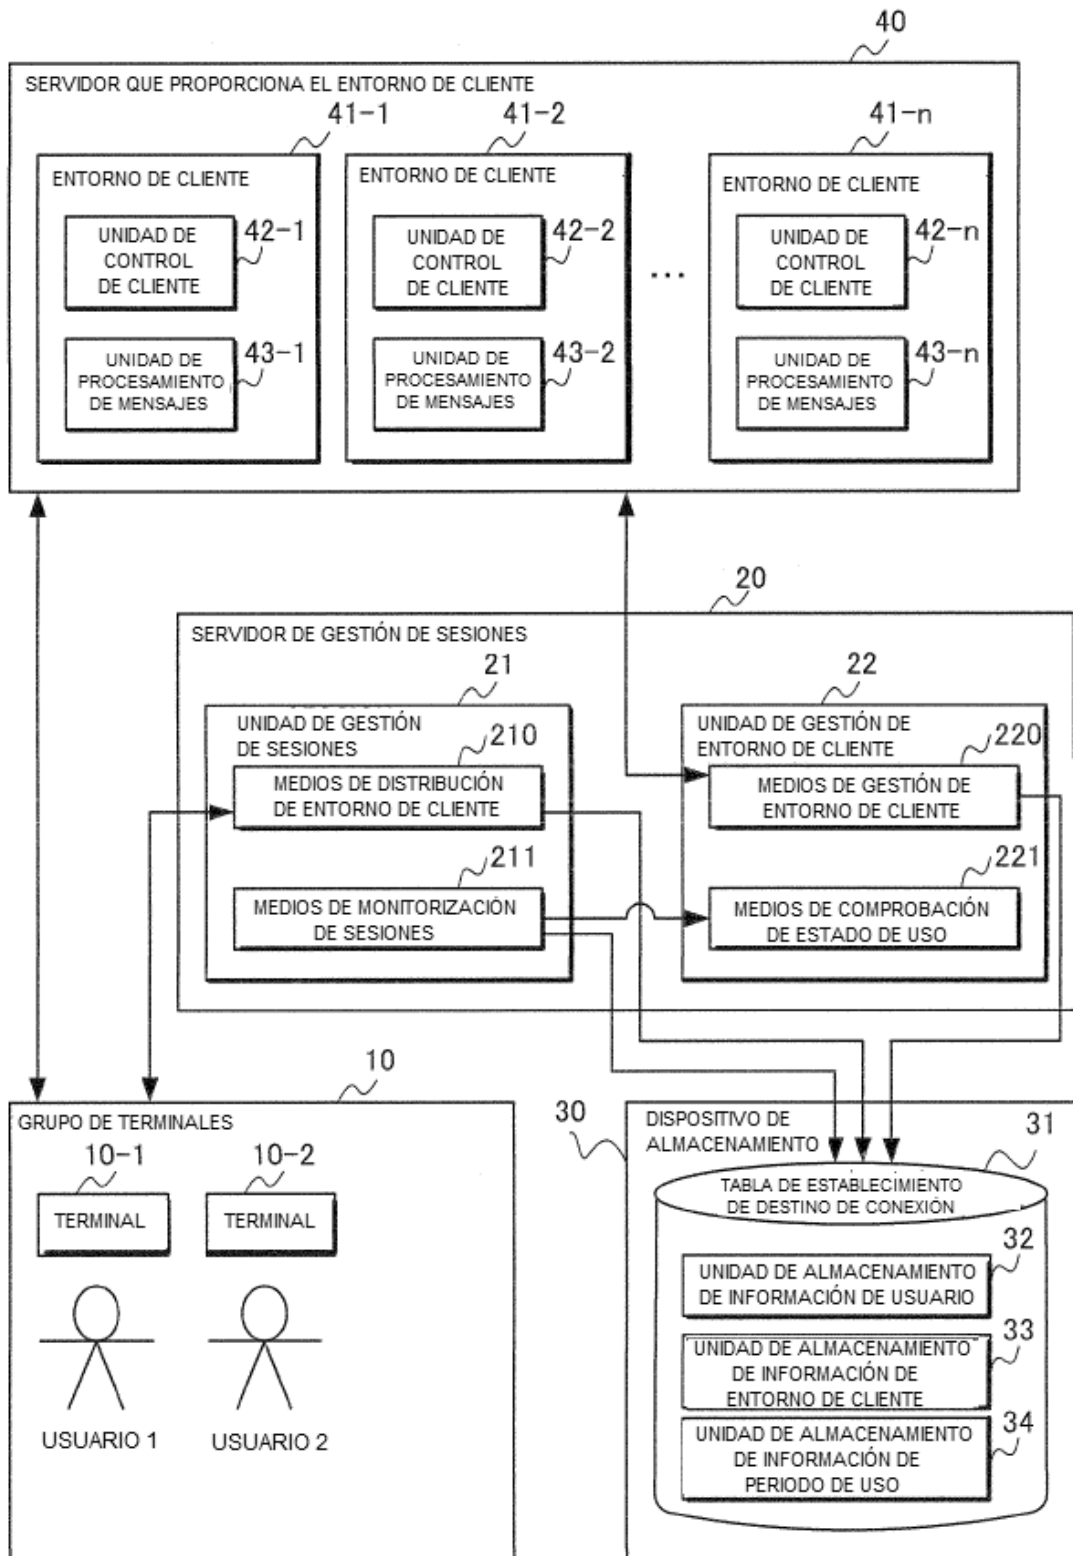 40
SERVIDOR QUE PROPORCIONA EL ENTORNO DE CLIENTE
41-1
41-2
41-n
ENTORNO DE CLIENTE
ENTORNO DE CLIENTE
ENTORNO DE CLIENTE
UNIDAD DE
CONTROL
DE CLIENTE
42-1
UNIDAD DE
CONTROL
DE CLIENTE
42-2
...
UNIDAD DE
CONTROL
DE CLIENTE
42-n
UNIDAD DE
PROCESAMIENTO
DE MENSAJES
43-1
UNIDAD DE
PROCESAMIENTO
DE MENSAJES
43-2
UNIDAD DE
PROCESAMIENTO
DE MENSAJES
43-n
20
SERVIDOR DE GESTIÓN DE SESIONES
21
UNIDAD DE GESTIÓN
DE SESIONES
210
MEDIOS DE DISTRIBUCIÓN
DE ENTORNO DE CLIENTE
211
MEDIOS DE MONITORIZACIÓN
DE SESIONES
22
UNIDAD DE GESTIÓN DE
ENTORNO DE CLIENTE
220
MEDIOS DE GESTIÓN DE
ENTORNO DE CLIENTE
221
MEDIOS DE COMPROBACIÓN
DE ESTADO DE USO
10
GRUPO DE TERMINALES
10-1
TERMINAL
10-2
TERMINAL
USUARIO 1
USUARIO 2
30
DISPOSITIVO DE
ALMACENAMIENTO
31
TABLA DE ESTABLECIMIENTO
DE DESTINO DE CONEXIÓN
32
UNIDAD DE ALMACENAMIENTO
DE INFORMACIÓN DE USUARIO
33
UNIDAD DE ALMACENAMIENTO
DE INFORMACIÓN DE
ENTORNO DE CLIENTE
34
UNIDAD DE ALMACENAMIENTO
DE INFORMACIÓN DE
PERIODO DE USO